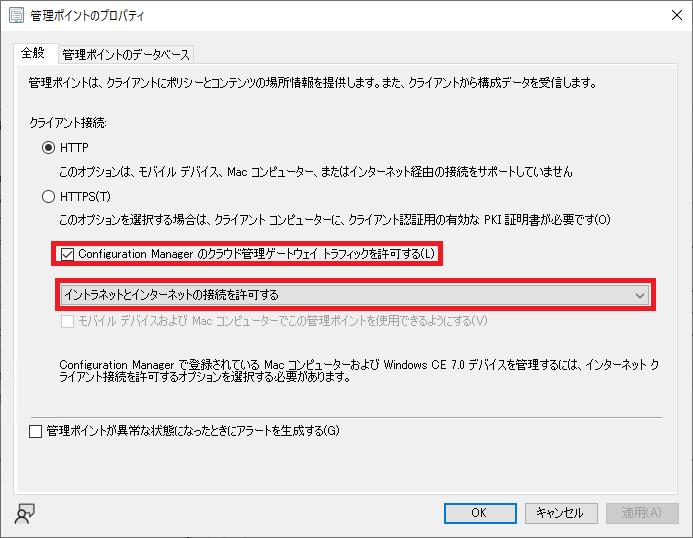 管理ポイントのプロパティ
全般
管理ポイントのデータベース
管理ポイントは、クライアントにポリシーとコンテンツの場所情報を提供します。また、クライアントから構成データを受信します。
クライアント接続:
HTTP
このオプションは、モバイル デバイス、Mac コンピューター、またはインターネット経由の接続をサポートしていません
HTTPS(T)
このオプションを選択する場合は、クライアント コンピューターに、クライアント認証用の有効な PKI 証明書が必要です(O)
Configuration Manager のクラウド管理ゲートウェイ トラフィックを許可する(L)
イントラネットとインターネットの接続を許可する
モバイル デバイスおよび Mac コンピューターでこの管理ポイントを使用できるようにする(V)
Configuration Manager で登録されている Mac コンピューターおよび Windows CE 7.0 デバイスを管理するには、インターネット ク
ライアント接続を許可するオプションを選択する必要があります。
管理ポイントが異常な状態になったときにアラートを生成する(G)
OK
キャンセル
適用(A)